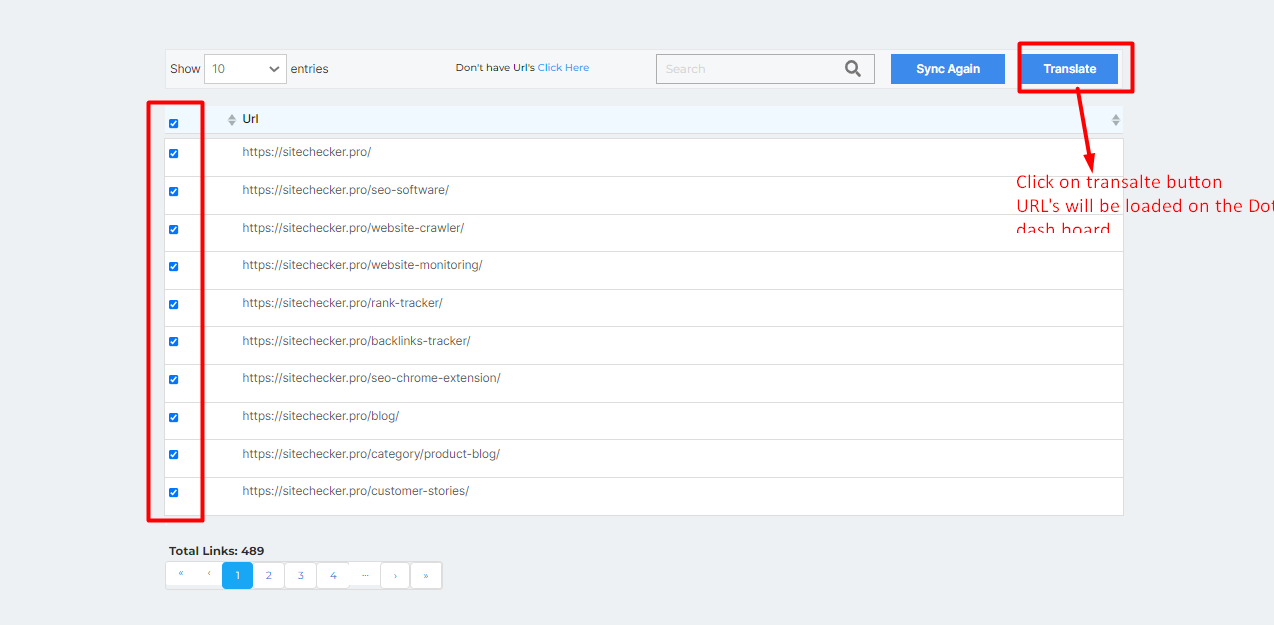 Show 10 entries Don't have Url's Click Here Search Sync Again Translate
Url
https://sitechecker.pro/
https://sitechecker.pro/seo-software/
Click on transalte button
https://sitechecker.pro/website-crawler/
URL's will be loaded on the Dot
dash board
https://sitechecker.pro/website-monitoring/
https://sitechecker.pro/rank-tracker/
https://sitechecker.pro/backlinks-tracker/
https://sitechecker.pro/seo-chrome-extension/
https://sitechecker.pro/blog/
https://sitechecker.pro/category/product-blog/
https://sitechecker.pro/customer-stories/
Total Links: 489
« ‹ 1 2 3 4 ... › »